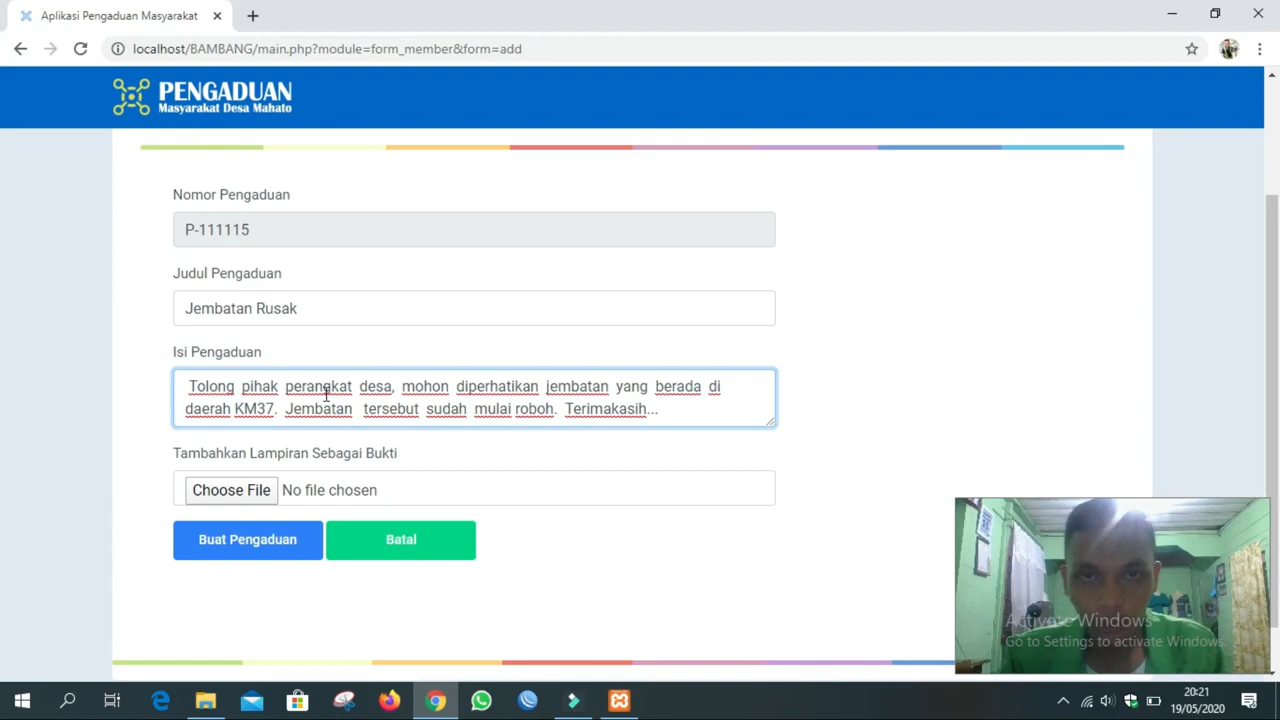 Aplikasi Pengaduan Masyarakat
localhost/BAMBANG/main.php?module=form_member&form=add
PENGADUAN
Masyarakat Desa Mahato
Nomor Pengaduan
P-111115
Judul Pengaduan
Jembatan Rusak
Isi Pengaduan
Tolong pihak perangkat desa, mohon diperhatikan jembatan yang berada di
daerah KM37. Jembatan tersebut sudah mulai roboh. Terimakasih...
Tambahkan Lampiran Sebagai Bukti
Choose File No file chosen
Buat Pengaduan Batal
Activate Windows
Go to Settings to activate Windows.
20:21
19/05/2020